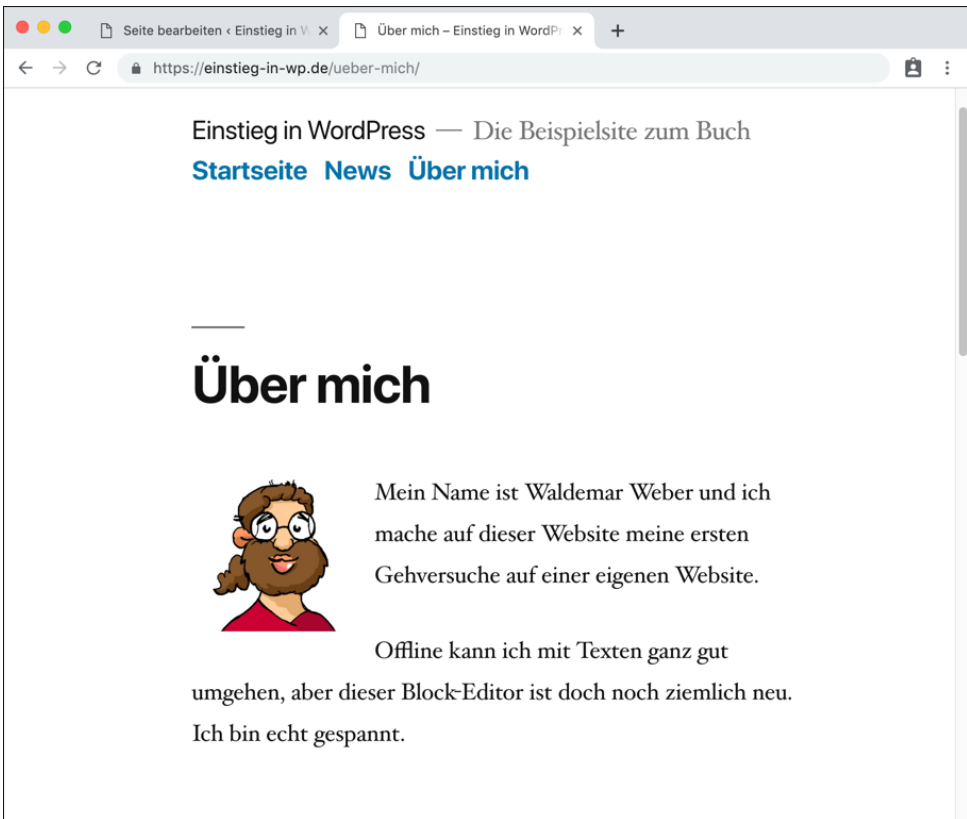 Seite bearbeiten ‹ Einstieg in W
Über mich – Einstieg in WordPr
https://einstieg-in-wp.de/ueber-mich/
Einstieg in WordPress — Die Beispielsite zum Buch
Startseite News Über mich
Über mich
Mein Name ist Waldemar Weber und ich
mache auf dieser Website meine ersten
Gehversuche auf einer eigenen Website.
Offline kann ich mit Texten ganz gut
umgehen, aber dieser Block-Editor ist doch noch ziemlich neu.
Ich bin echt gespannt.